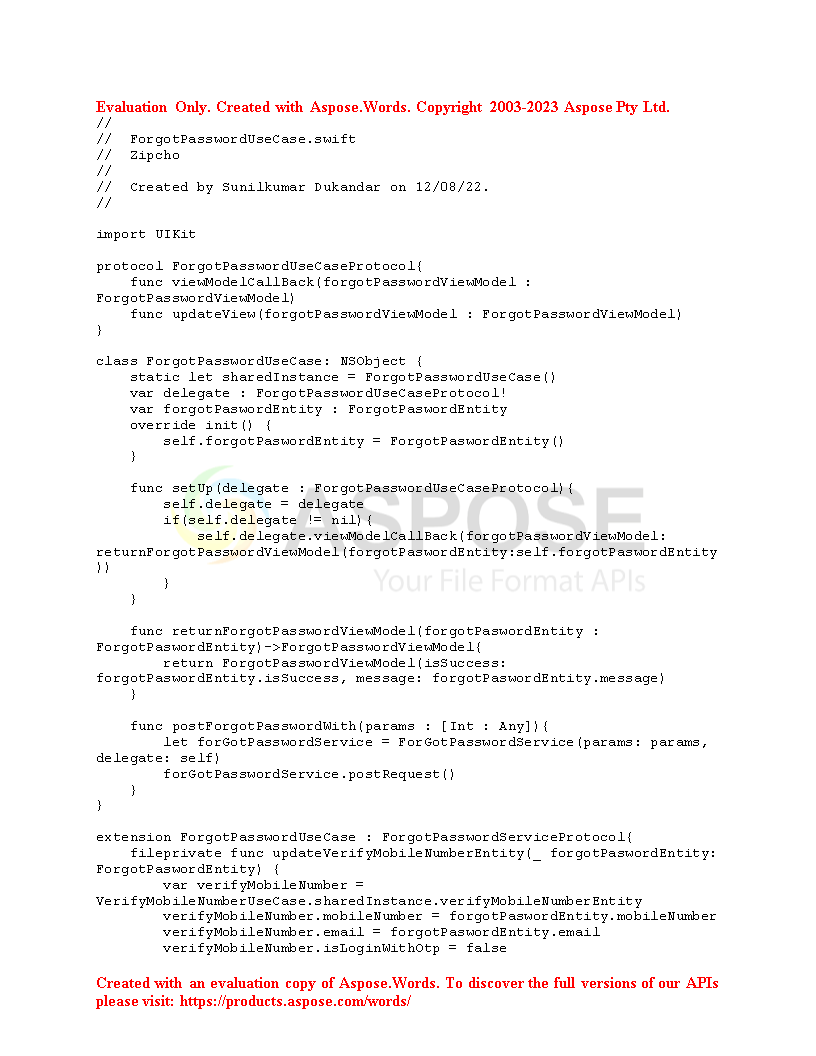 Evaluation Only. Created with Aspose.Words. Copyright 2003-2023 Aspose Pty Ltd.
//
//  ForgotPasswordUseCase.swift
//  Zipcho
//
//  Created by Sunilkumar Dukandar on 12/08/22.
//
import UIKit
protocol ForgotPasswordUseCaseProtocol{
    func viewModelCallBack(forgotPasswordViewModel :
ForgotPasswordViewModel)
    func updateView(forgotPasswordViewModel : ForgotPasswordViewModel)
}
class ForgotPasswordUseCase: NSObject {
    static let sharedInstance = ForgotPasswordUseCase()
    var delegate : ForgotPasswordUseCaseProtocol!
    var forgotPaswordEntity : ForgotPaswordEntity
    override init() {
        self.forgotPaswordEntity = ForgotPaswordEntity()
    }
    func setUp(delegate : ForgotPasswordUseCaseProtocol){
        self.delegate = delegate
        if(self.delegate != nil){
            self.delegate.viewModelCallBack(forgotPasswordViewModel:
returnForgotPasswordViewModel(forgotPaswordEntity:self.forgotPaswordEntity
))
        }
    }
ASPOSE
Your File Format APIs
    func returnForgotPasswordViewModel(forgotPaswordEntity :
ForgotPaswordEntity)->ForgotPasswordViewModel{
        return ForgotPasswordViewModel(isSuccess:
forgotPaswordEntity.isSuccess, message: forgotPaswordEntity.message)
    }
    func postForgotPasswordWith(params : [Int : Any]){
        let forGotPasswordService = ForGotPasswordService(params: params,
delegate: self)
        forGotPasswordService.postRequest()
    }
}
extension ForgotPasswordUseCase : ForgotPasswordServiceProtocol{
    fileprivate func updateVerifyMobileNumberEntity(_ forgotPaswordEntity:
ForgotPaswordEntity) {
        var verifyMobileNumber =
VerifyMobileNumberUseCase.sharedInstance.verifyMobileNumberEntity
        verifyMobileNumber.mobileNumber = forgotPaswordEntity.mobileNumber
        verifyMobileNumber.email = forgotPaswordEntity.email
        verifyMobileNumber.isLoginWithOtp = false
Created with an evaluation copy of Aspose.Words. To discover the full versions of our APIs
please visit: https://products.aspose.com/words/